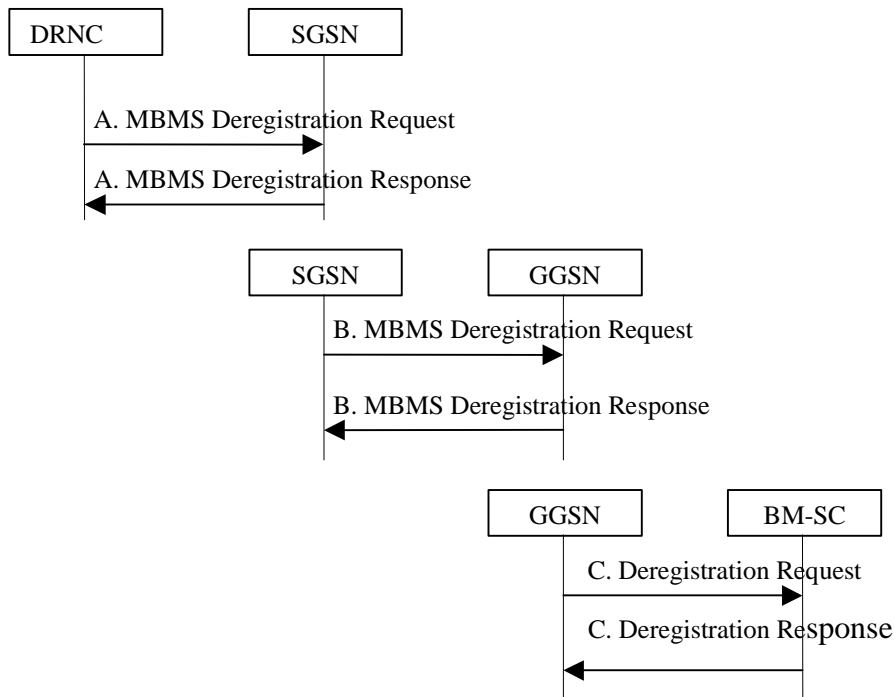 DRNC SGSN
A. MBMS Deregistration Request
A. MBMS Deregistration Response
SGSN GGSN
B. MBMS Deregistration Request
B. MBMS Deregistration Response
GGSN BM-SC
C. Deregistration Request
C. Deregistration Response